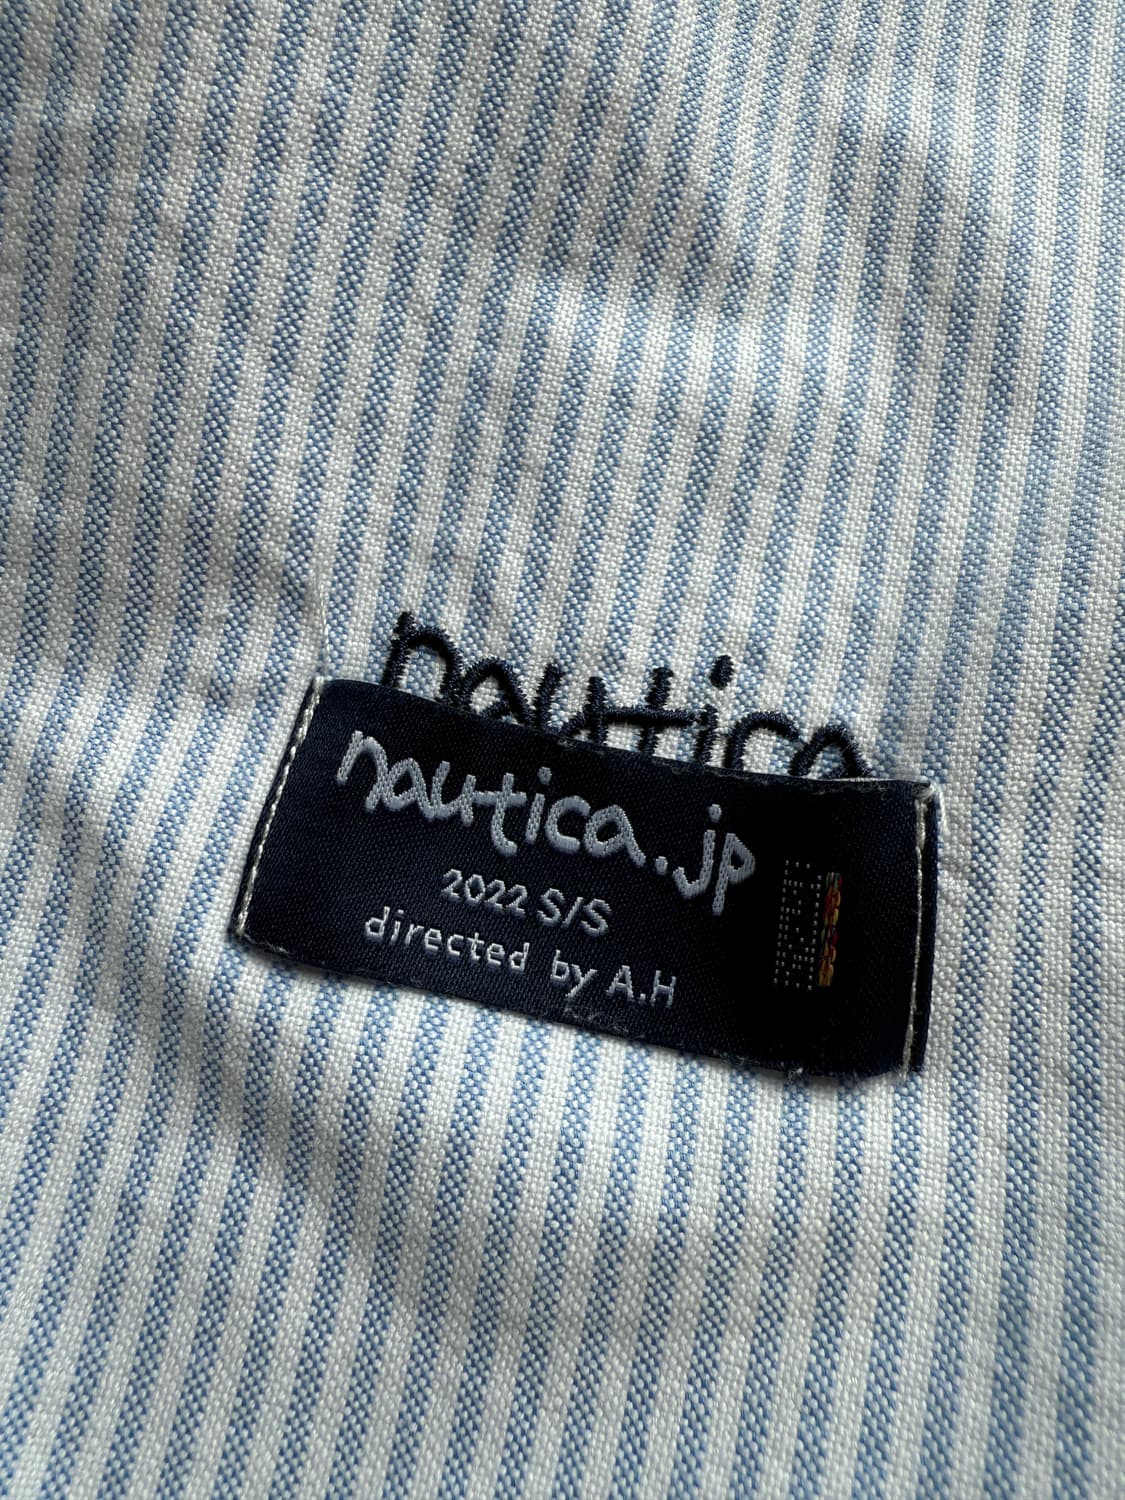 nautica
nautica.jp
2022 S/S
directed by A.H